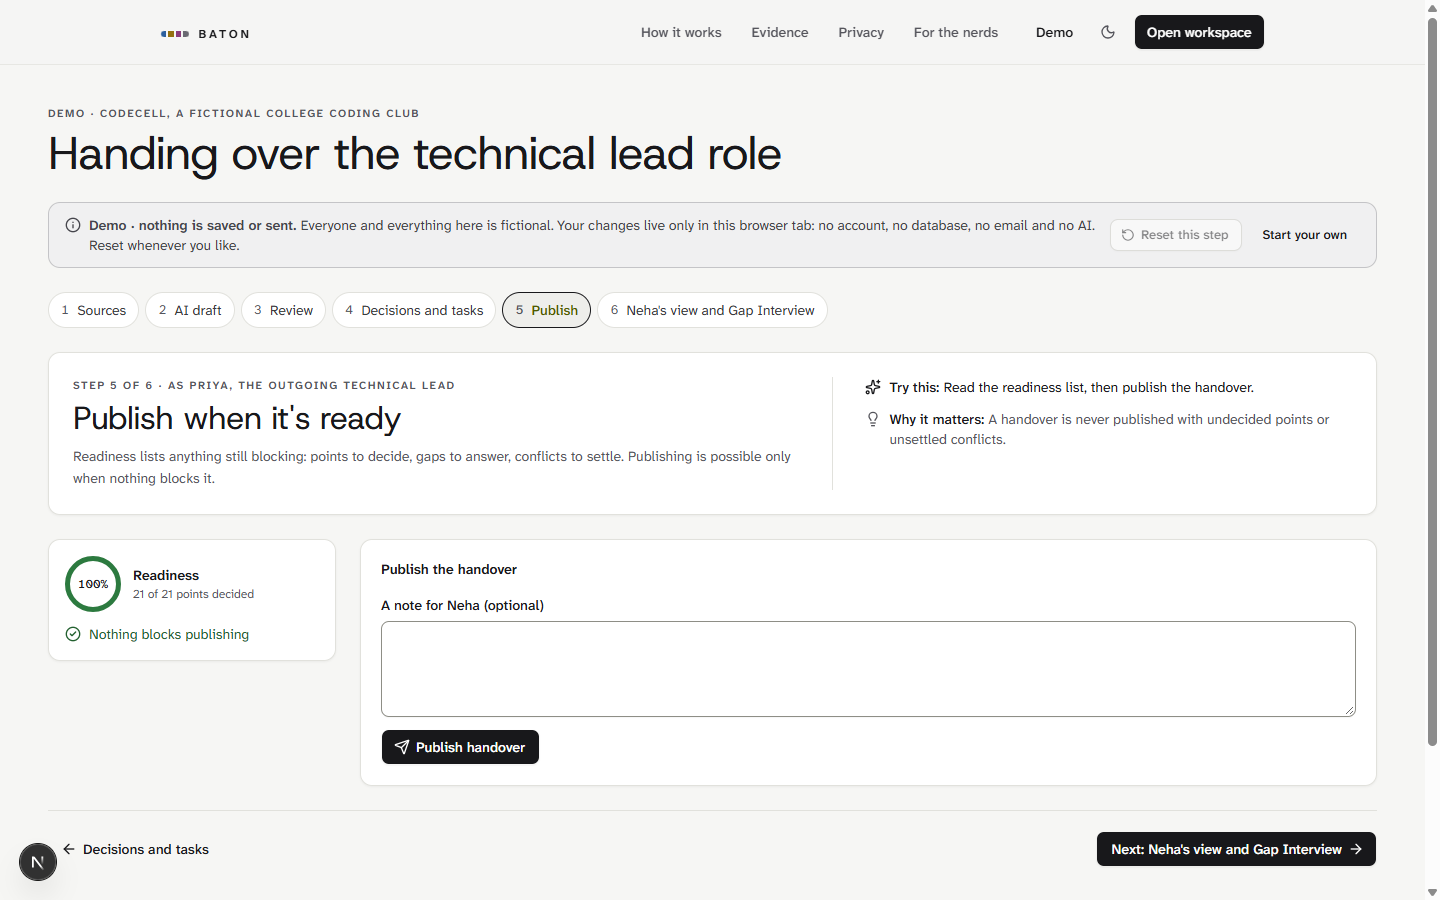 BATON
How it works
Evidence
Privacy
For the nerds
Demo
Open workspace
DEMO · CODECELL, A FICTIONAL COLLEGE CODING CLUB
Handing over the technical lead role
Demo · nothing is saved or sent. Everyone and everything here is fictional. Your changes live only in this browser tab: no account, no database, no email and no AI.
Reset whenever you like.
Reset this step
Start your own
1 Sources
2 AI draft
3 Review
4 Decisions and tasks
5 Publish
6 Neha's view and Gap Interview
STEP 5 OF 6 · AS PRIYA, THE OUTGOING TECHNICAL LEAD
Publish when it's ready
Readiness lists anything still blocking: points to decide, gaps to answer, conflicts to settle. Publishing is possible only
when nothing blocks it.
Try this: Read the readiness list, then publish the handover.
Why it matters: A handover is never published with undecided points or
unsettled conflicts.
100%
Readiness
21 of 21 points decided
Nothing blocks publishing
Publish the handover
A note for Neha (optional)
Publish handover
N
Decisions and tasks
Next: Neha's view and Gap Interview